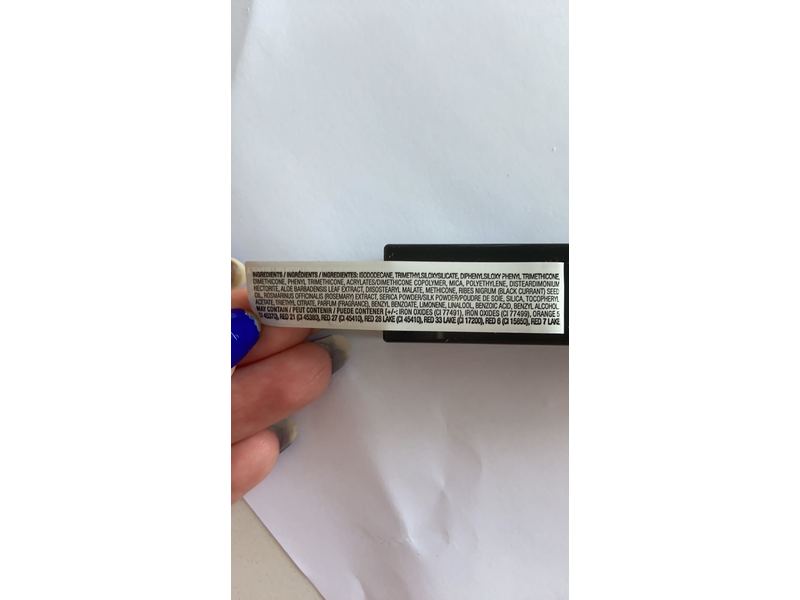 INGREDIENTS / INGRÉDIENTS / INGREDIENTES: ISODODECANE, TRIMETHYLSILOXYSILICATE, DIPHENYLSILOXY PHENYL TRIMETHICONE,
DIMETHICONE, PHENYL TRIMETHICONE, ACRYLATES/DIMETHICONE COPOLYMER, MICA, POLYETHYLENE, DISTEARDIMONIUM
HECTORITE, ALOE BARBADENSIS LEAF EXTRACT, DIISOSTEARYL MALATE, METHICONE, RIBES NIGRUM (BLACK CURRANT) SEED
OIL, ROSMARINUS OFFICINALIS (ROSEMARY) EXTRACT, SERICA POWDER/SILK POWDER/POUDRE DE SOIE, SILICA, TOCOPHERYL
ACETATE, TRIETHYL CITRATE, PARFUM (FRAGRANCE), BENZYL BENZOATE, LIMONENE, LINALOOL, BENZOIC ACID, BENZYL ALCOHOL
MAY CONTAIN / PEUT CONTENIR / PUEDE CONTENER [+/-: IRON OXIDES (CI 77491), IRON OXIDES (CI 77499), ORANGE 5
(CI 45370), RED 21 (CI 45380), RED 27 (CI 45410), RED 28 LAKE (CI 45410), RED 33 LAKE (CI 17200), RED 6 (CI 15850), RED 7 LAKE